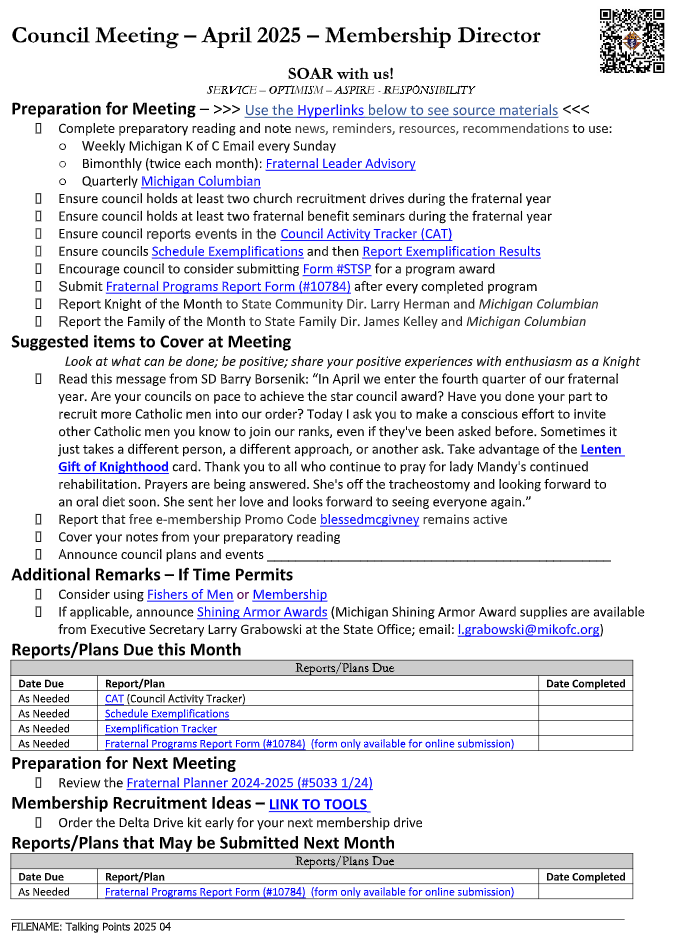 Council Meeting – April 2025 – Membership Director
SOAR with us!
SERVICE – OPTIMISM – ASPIRE - RESPONSIBILITY
Preparation for Meeting – >>> Use the Hyperlinks below to see source materials <<<
Complete preparatory reading and note news, reminders, resources, recommendations to use:
o Weekly Michigan K of C Email every Sunday
o Bimonthly (twice each month): Fraternal Leader Advisory
o Quarterly Michigan Columbian
Ensure council holds at least two church recruitment drives during the fraternal year
Ensure council holds at least two fraternal benefit seminars during the fraternal year
Ensure council reports events in the Council Activity Tracker (CAT)
Ensure councils Schedule Exemplifications and then Report Exemplification Results
Encourage council to consider submitting Form #STSP for a program award
Submit Fraternal Programs Report Form (#10784) after every completed program
Report Knight of the Month to State Community Dir. Larry Herman and Michigan Columbian
Report the Family of the Month to State Family Dir. James Kelley and Michigan Columbian
Suggested items to Cover at Meeting
Look at what can be done; be positive; share your positive experiences with enthusiasm as a Knight
Read this message from SD Barry Borsenik: “In April we enter the fourth quarter of our fraternal
year. Are your councils on pace to achieve the star council award? Have you done your part to
recruit more Catholic men into our order? Today I ask you to make a conscious effort to invite
other Catholic men you know to join our ranks, even if they've been asked before. Sometimes it
just takes a different person, a different approach, or another ask. Take advantage of the Lenten
Gift of Knighthood card. Thank you to all who continue to pray for lady Mandy's continued
rehabilitation. Prayers are being answered. She's off the tracheostomy and looking forward to
an oral diet soon. She sent her love and looks forward to seeing everyone again.”
Report that free e-membership Promo Code blessedmcgivney remains active
Cover your notes from your preparatory reading
Announce council plans and events ____________________
Additional Remarks – If Time Permits
Consider using Fishers of Men or Membership
If applicable, announce Shining Armor Awards (Michigan Shining Armor Award supplies are available
from Executive Secretary Larry Grabowski at the State Office; email: l.grabowski@mikofc.org)
Reports/Plans Due this Month
Reports/Plans Due
Date Due Report/Plan Date Completed
As Needed CAT (Council Activity Tracker)
As Needed Schedule Exemplifications
As Needed Exemplification Tracker
As Needed Fraternal Programs Report Form (#10784) (form only available for online submission)
Preparation for Next Meeting
Review the Fraternal Planner 2024-2025 (#5033 1/24)
Membership Recruitment Ideas – LINK TO TOOLS
Order the Delta Drive kit early for your next membership drive
Reports/Plans that May be Submitted Next Month
Reports/Plans Due
Date Due Report/Plan Date Completed
As Needed Fraternal Programs Report Form (#10784) (form only available for online submission)
FILENAME: Talking Points 2025 04